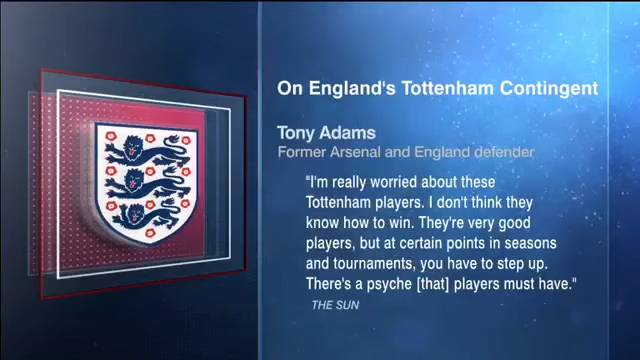 On England's Tottenham Contingent
Tony Adams
Former Arsenal and England defender
"I'm really worried about these
Tottenham players. I don't think they
know how to win. They're very good
players, but at certain points in seasons
and tournaments, you have to step up.
There's a psyche [that] players must have."
THE SUN